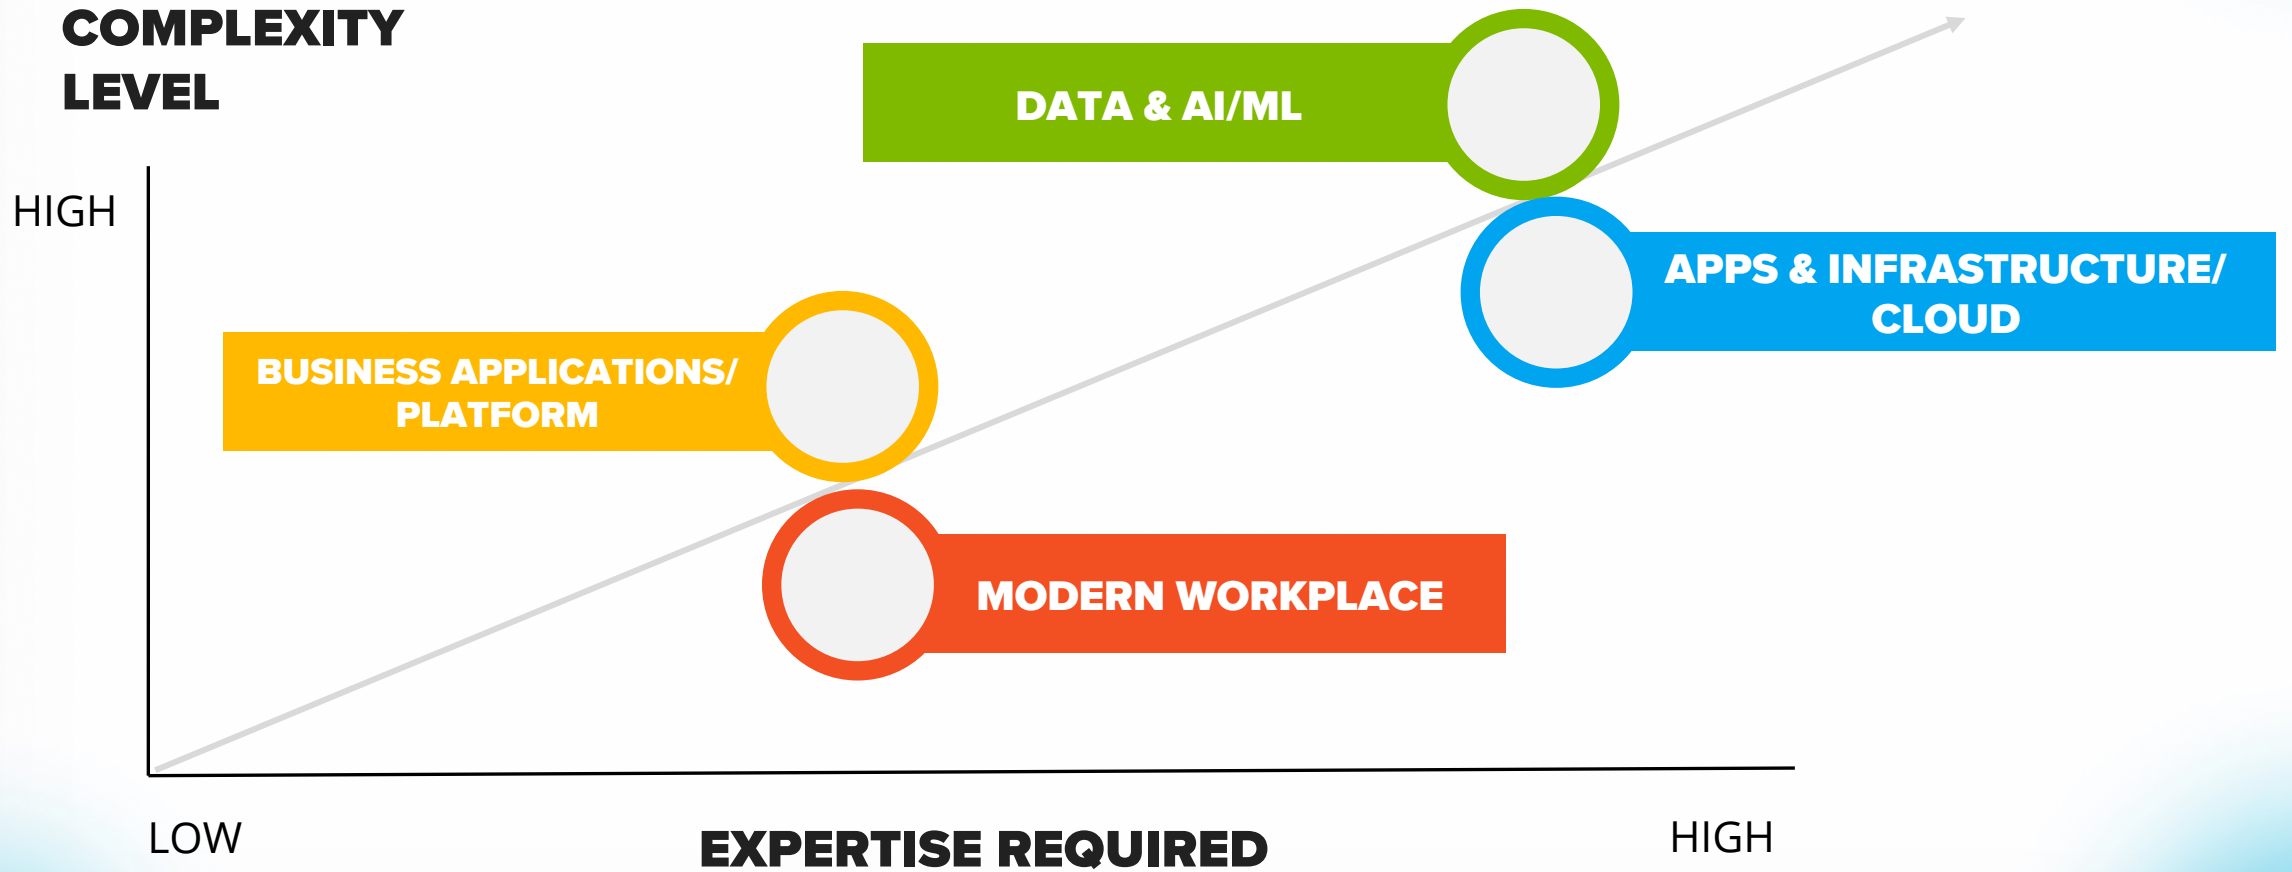 COMPLEXITY
LEVEL
DATA & AI/ML
HIGH
APPS & INFRASTRUCTURE/
CLOUD
BUSINESS APPLICATIONS/
PLATFORM
MODERN WORKPLACE
LOW
EXPERTISE REQUIRED
HIGH